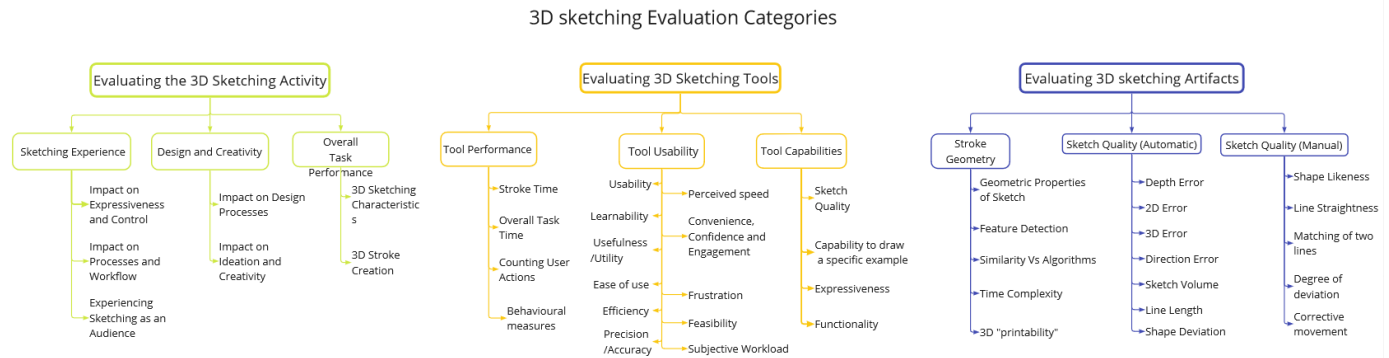 3D sketching Evaluation Categories
Evaluating the 3D Sketching Activity
Sketching Experience
Impact on
Expressiveness
and Control
Impact on
Processes and
Workflow
Experiencing
Sketching as an
Audience
Design and Creativity
Impact on Design
Processes
Impact on
Ideation and
Creativity
Overall
Task
Performance
3D Sketching
Characteristic
s
3D Stroke
Creation
Evaluating 3D Sketching Tools
Tool Performance
Stroke Time
Overall Task
Time
Counting User
Actions
Behavioural
measures
Tool Usability
Usability
Learnability
Usefulness
/Utility
Ease of use
Efficiency
Precision
/Accuracy
Perceived speed
Convenience,
Confidence and
Engagement
Frustration
Feasibility
Subjective Workload
Tool Capabilities
Sketch
Quality
Capability to draw
a specific example
Expressiveness
Functionality
Evaluating 3D sketching Artifacts
Stroke
Geometry
Geometric Properties
of Sketch
Feature Detection
Similarity Vs Algorithms
Time Complexity
3D "printability"
Sketch Quality (Automatic)
Depth Error
2D Error
3D Error
Direction Error
Sketch Volume
Line Length
Shape Deviation
Sketch Quality (Manual)
Shape Likeness
Line Straightness
Matching of two
lines
Degree of
deviation
Corrective
movement